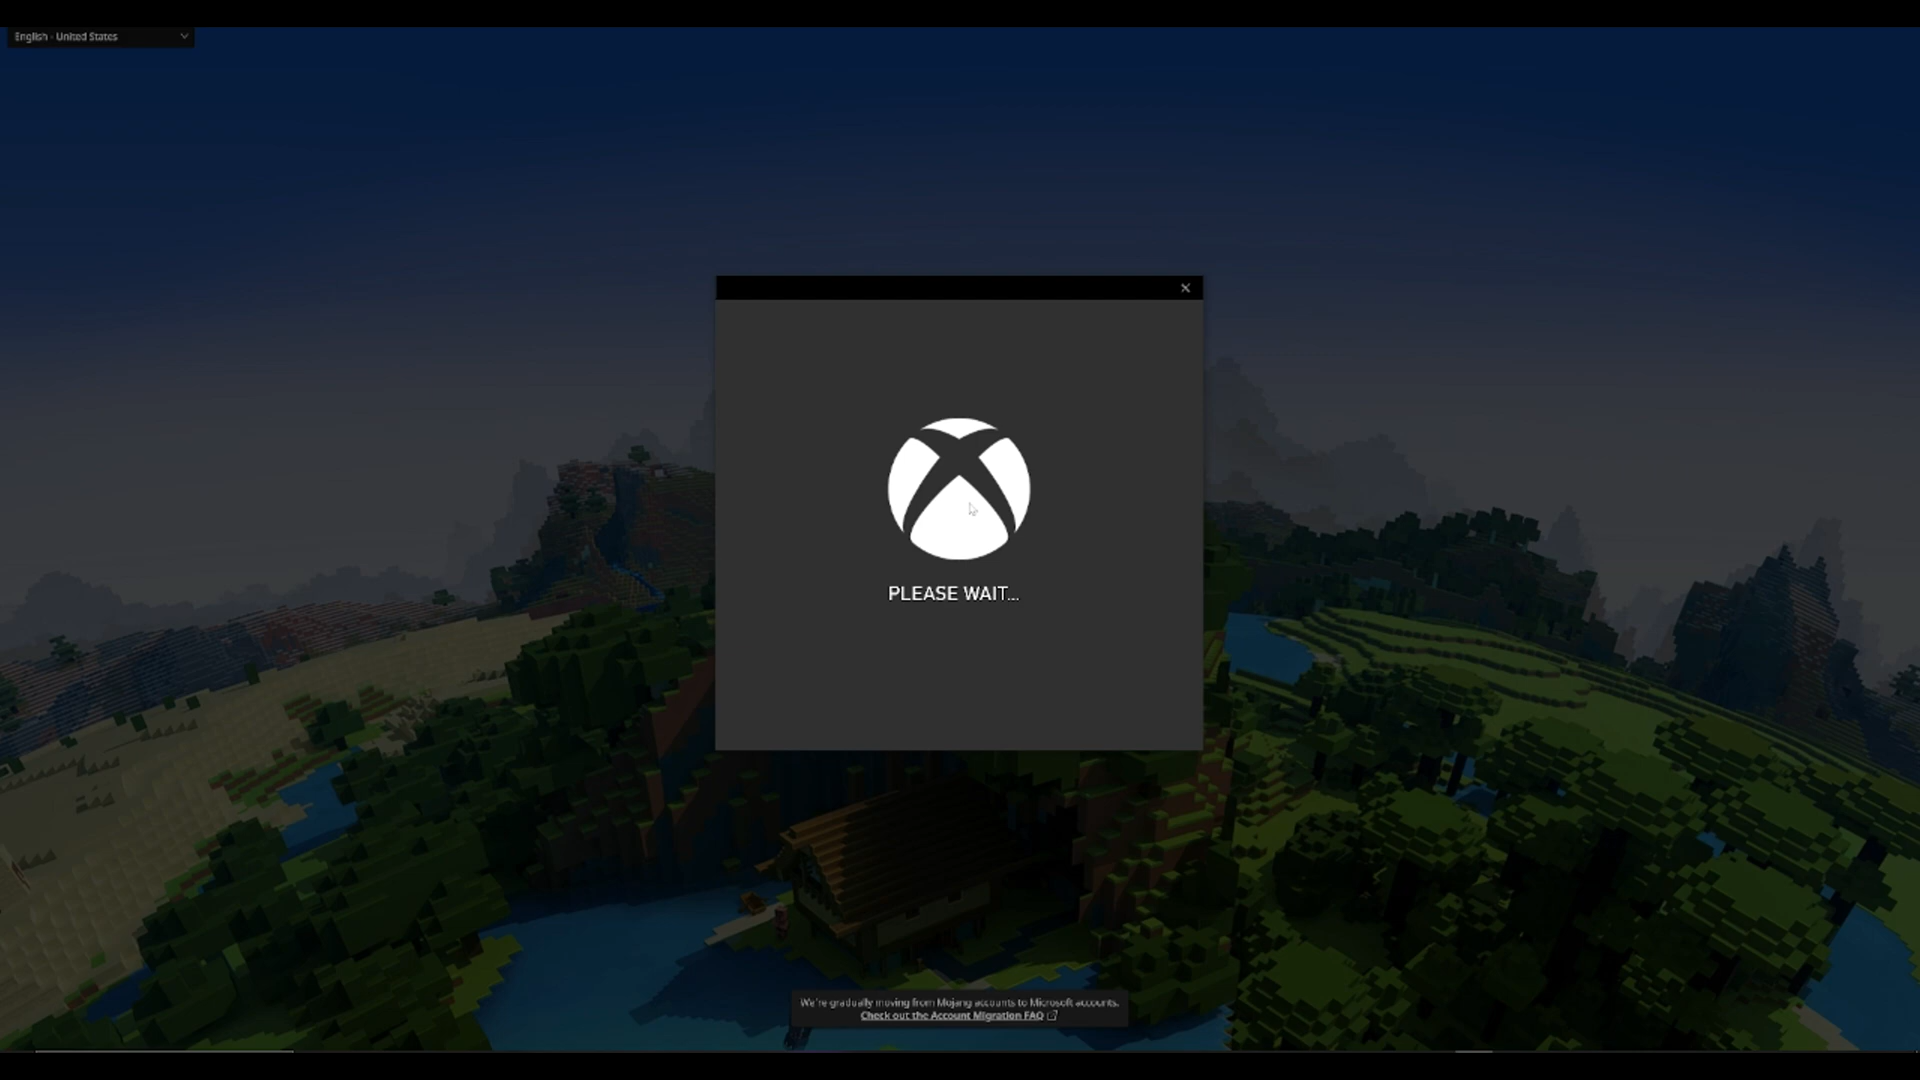 English - United States
PLEASE WAIT...
We're gradually moving from Mojang accounts to Microsoft accounts.
Check out the Account Migration FAQ